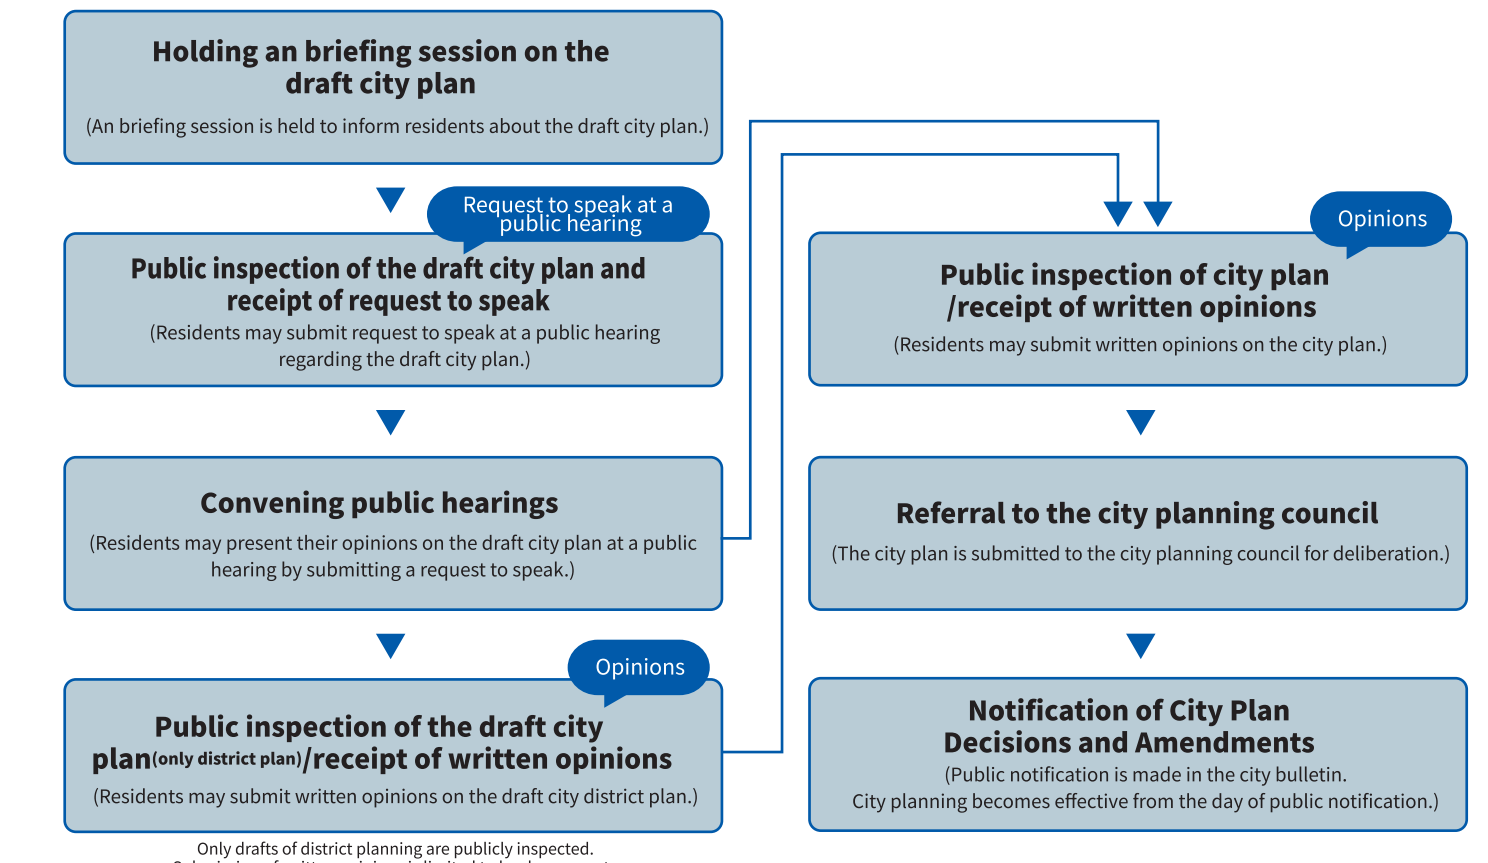 Holding an briefing session on the
draft city plan
(An briefing session is held to inform residents about the draft city plan.)
Request to speak at a
public hearing
Public inspection of the draft city plan and
receipt of request to speak
(Residents may submit request to speak at a public hearing
regarding the draft city plan.)
Convening public hearings
(Residents may present their opinions on the draft city plan at a public
hearing by submitting a request to speak.)
Opinions
Public inspection of the draft city
plan(only district plan)/receipt of written opinions
(Residents may submit written opinions on the draft city district plan.)
Only drafts of district planning are publicly inspected.
Opinions
Public inspection of city plan
/receipt of written opinions
(Residents may submit written opinions on the city plan.)
Referral to the city planning council
(The city plan is submitted to the city planning council for deliberation.)
Notification of City Plan
Decisions and Amendments
(Public notification is made in the city bulletin.
City planning becomes effective from the day of public notification.)